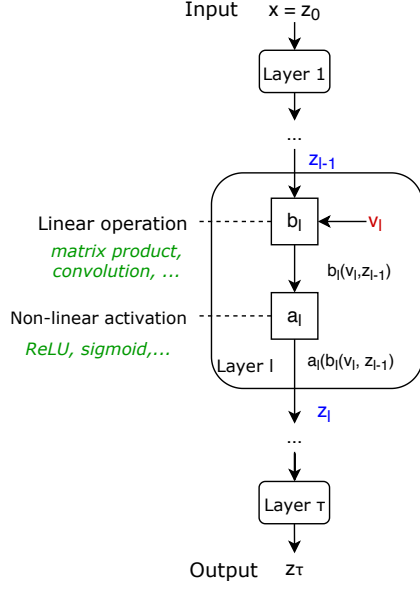 Input x = z₀
Layer 1
...
zₗ₋₁
Linear operation bₗ vₗ
matrix product,
convolution, ...
bₗ(vₗ,zₗ₋₁)
Non-linear activation aₗ
ReLU, sigmoid,...
Layer l aₗ(bₗ(vₗ, zₗ₋₁)
zₗ
...
Layer τ
Output zτ